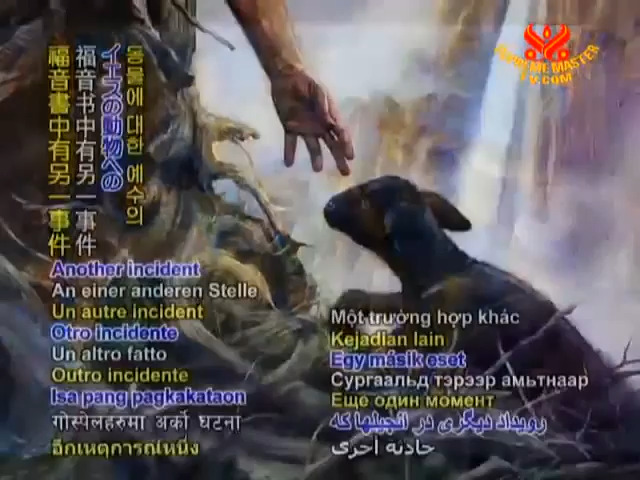 SUPREME MASTER
TV.COM
동물에 대한 예수의
イエスの動物への
福音书中有另一事件
福音書中有另一事件
Another incident
An einer anderen Stelle
Un autre incident
Otro incidente
Un altro fatto
Outro incidente
Isa pang pagkakataon
गोस्पेलहरुमा अर्को घटना
อีกเหตุการณ์หนึ่ง
Một trường hợp khác
Kejadian lain
Egy másik eset
Сургаальд тэрээр амьтнаар
Еще один момент
رویداد دیگری در انجیلها که
حادثه أخرى